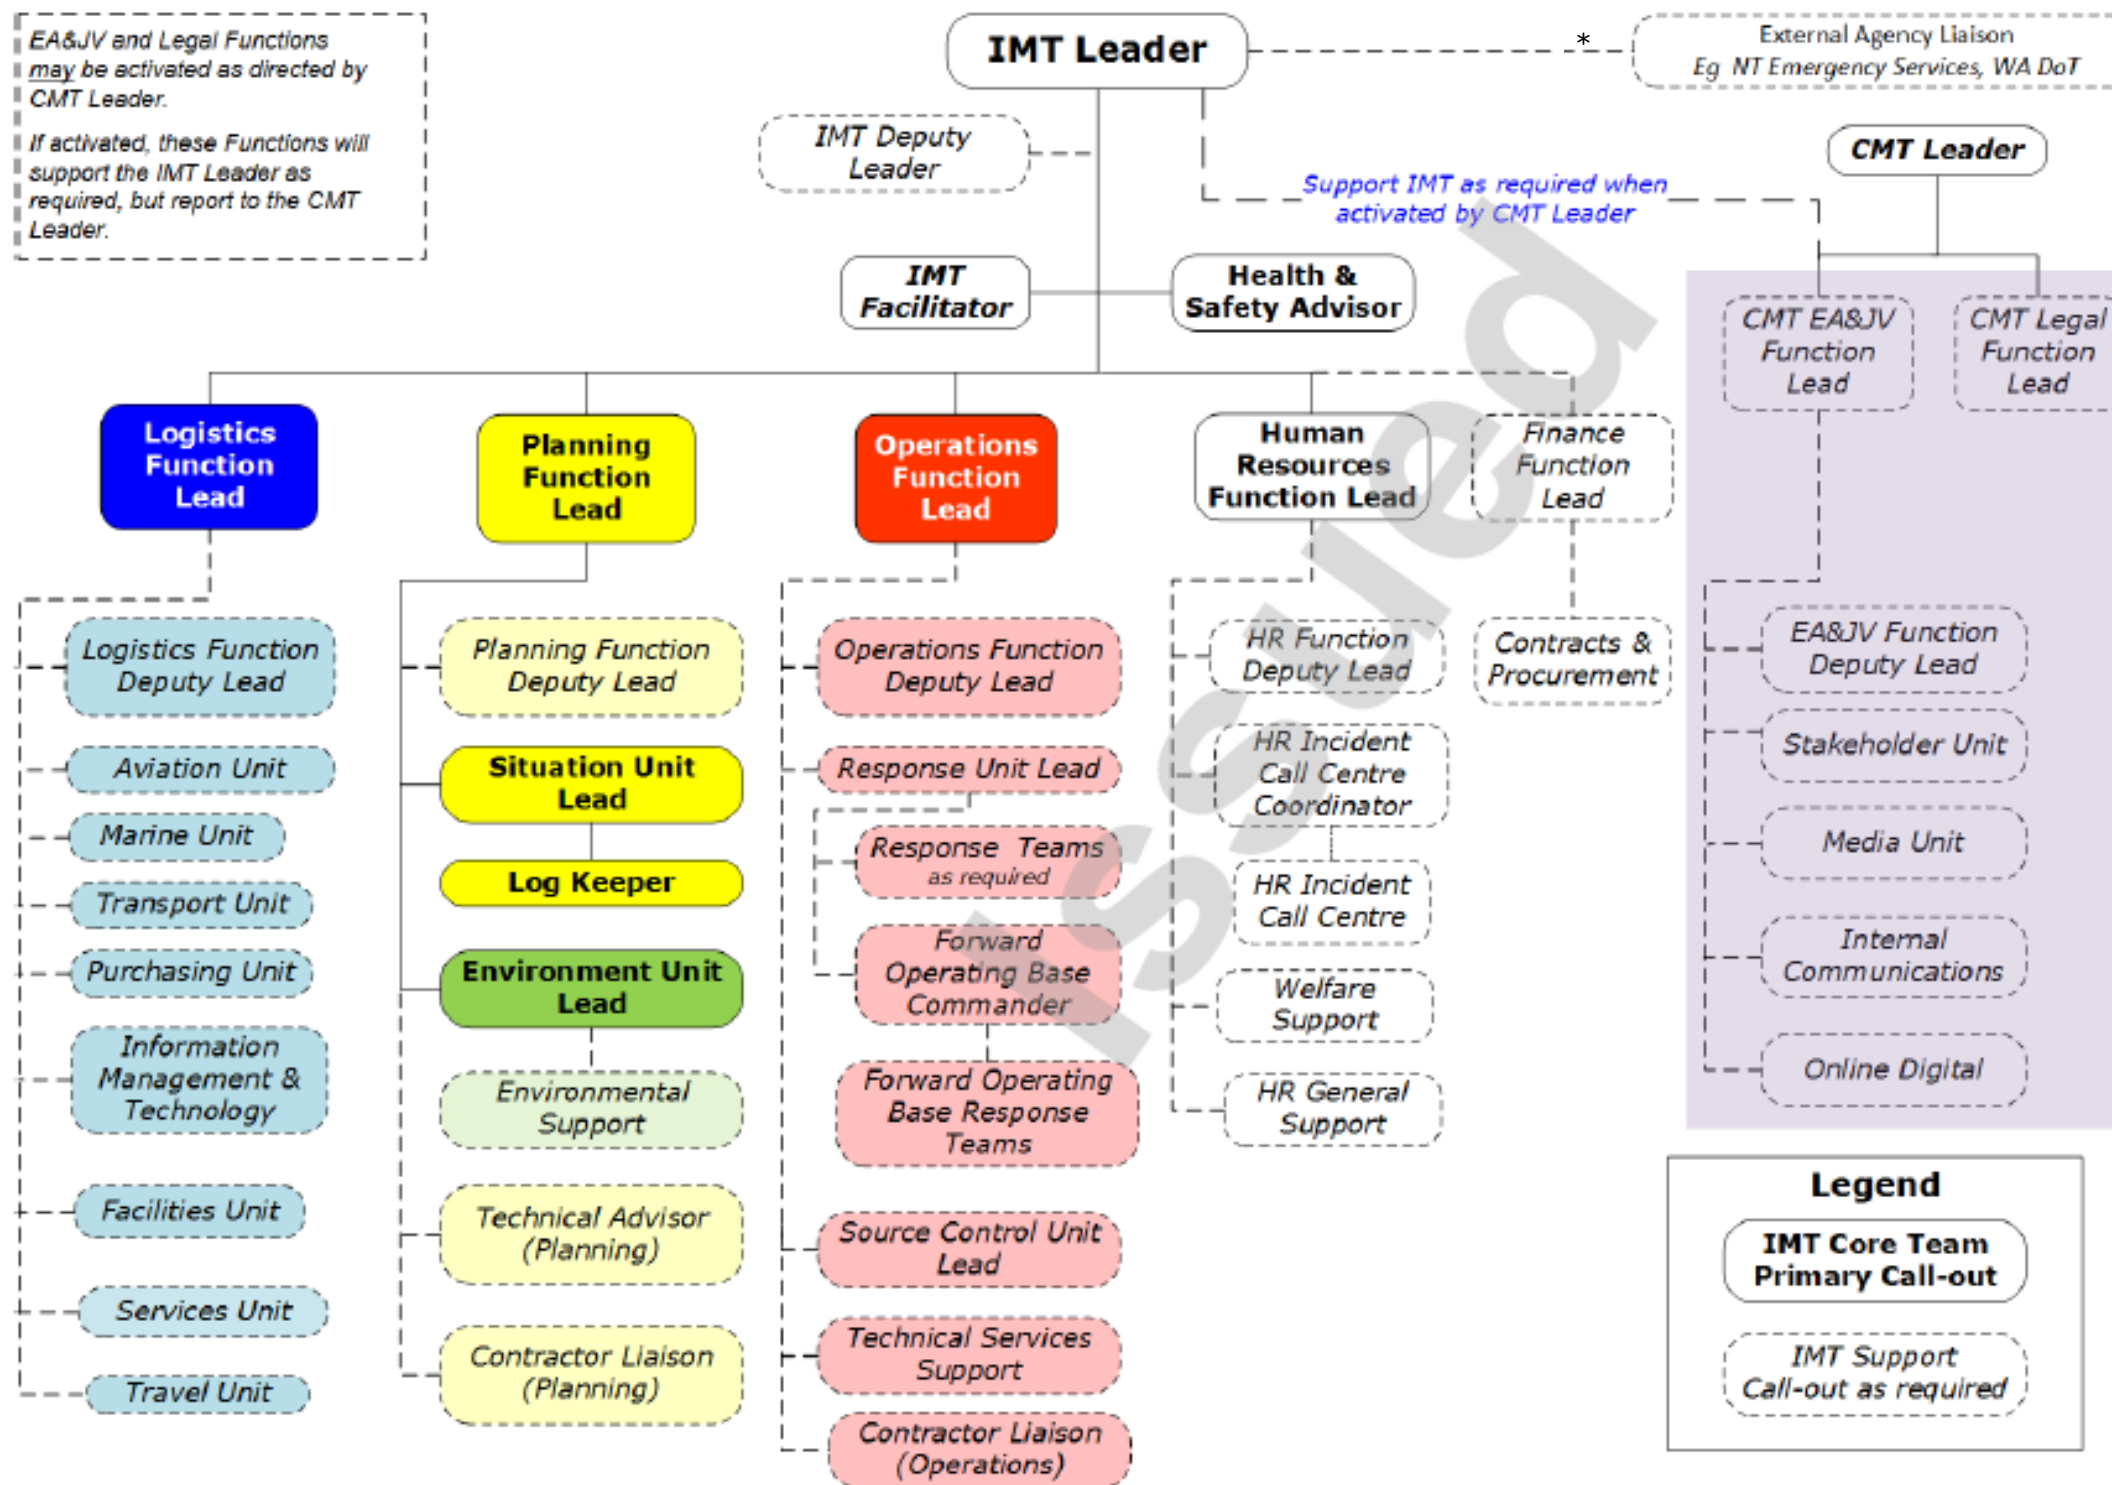 EA&JV and Legal Functions
may be activated as directed by
CMT Leader.
If activated, these Functions will
support the IMT Leader as
required, but report to the CMT
Leader.
IMT Leader
*
External Agency Liaison
Eg NT Emergency Services, WA DoT
IMT Deputy
Leader
CMT Leader
Support IMT as required when
activated by CMT Leader
IMT
Facilitator
Health &
Safety Advisor
CMT EA&JV
Function
Lead
CMT Legal
Function
Lead
Logistics
Function
Lead
Planning
Function
Lead
Operations
Function
Lead
Human
Resources
Function Lead
Finance
Function
Lead
Logistics Function
Deputy Lead
Aviation Unit
Marine Unit
Transport Unit
Purchasing Unit
Information
Management &
Technology
Facilities Unit
Services Unit
Travel Unit
Planning Function
Deputy Lead
Situation Unit
Lead
Log Keeper
Environment Unit
Lead
Environmental
Support
Technical Advisor
(Planning)
Contractor Liaison
(Planning)
Operations Function
Deputy Lead
Response Unit Lead
Response Teams
as required
Forward
Operating Base
Commander
Forward Operating
Base Response
Teams
Source Control Unit
Lead
Technical Services
Support
Contractor Liaison
(Operations)
HR Function
Deputy Lead
HR Incident
Call Centre
Coordinator
HR Incident
Call Centre
Welfare
Support
HR General
Support
Contracts &
Procurement
EA&JV Function
Deputy Lead
Stakeholder Unit
Media Unit
Internal
Communications
Online Digital
Legend
IMT Core Team
Primary Call-out
IMT Support
Call-out as required
Issued